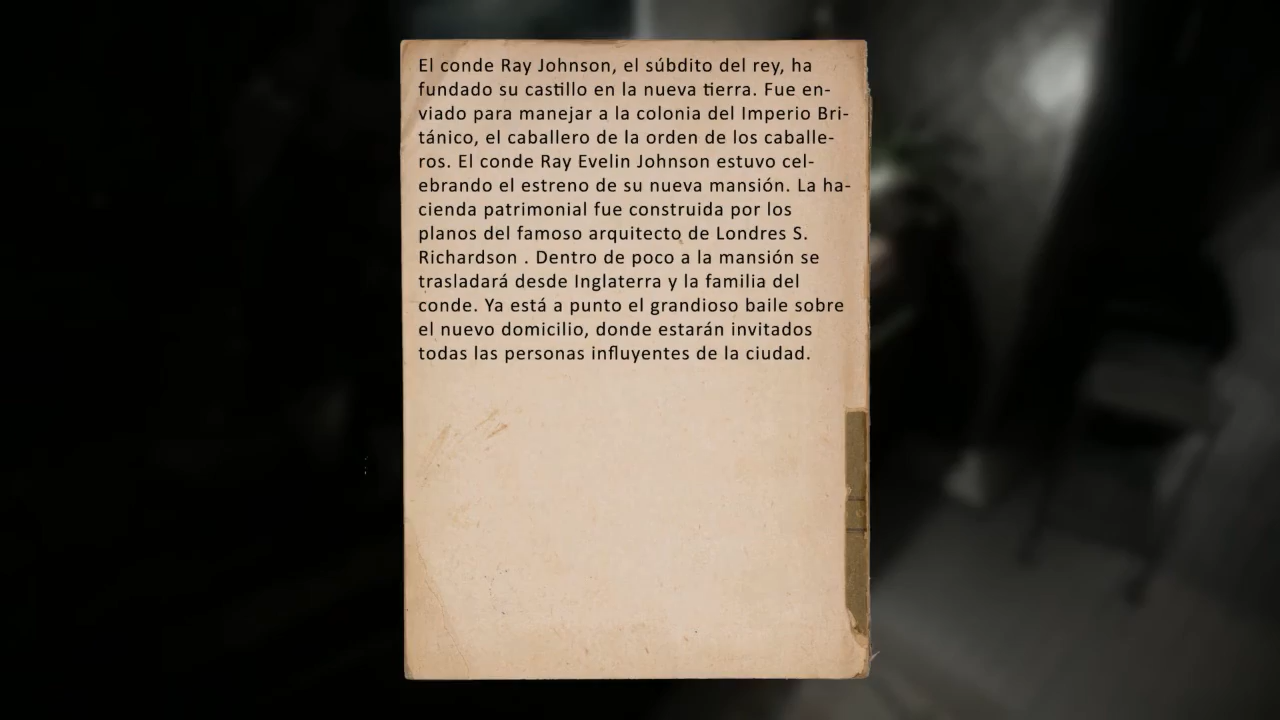 El conde Ray Johnson, el súbdito del rey, ha
fundado su castillo en la nueva tierra. Fue en-
viado para manejar a la colonia del Imperio Bri-
tánico, el caballero de la orden de los caballe-
ros. El conde Ray Evelin Johnson estuvo cel-
ebrando el estreno de su nueva mansión. La ha-
cienda patrimonial fue construida por los
planos del famoso arquitecto de Londres S.
Richardson . Dentro de poco a la mansión se
trasladará desde Inglaterra y la familia del
conde. Ya está a punto el grandioso baile sobre
el nuevo domicilio, donde estarán invitados
todas las personas influyentes de la ciudad.